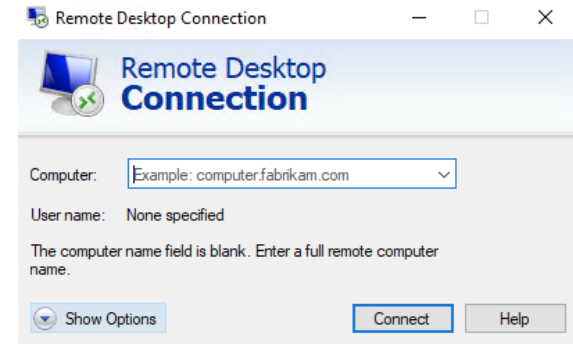 Remote Desktop Connection
Remote Desktop
Connection
Computer:
Example: computer.fabrikam.com
User name:
None specified
The computer name field is blank. Enter a full remote computer
name.
Show Options
Connect
Help